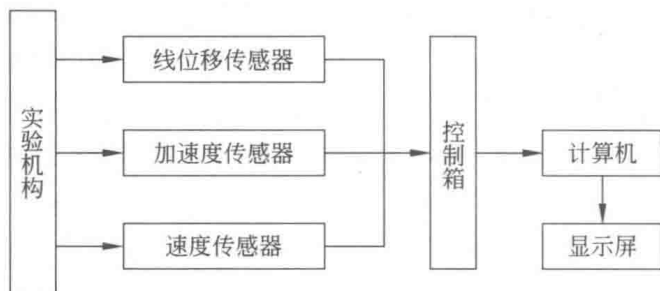 实验机构
线位移传感器
加速度传感器
速度传感器
控制箱
计算机
显示屏